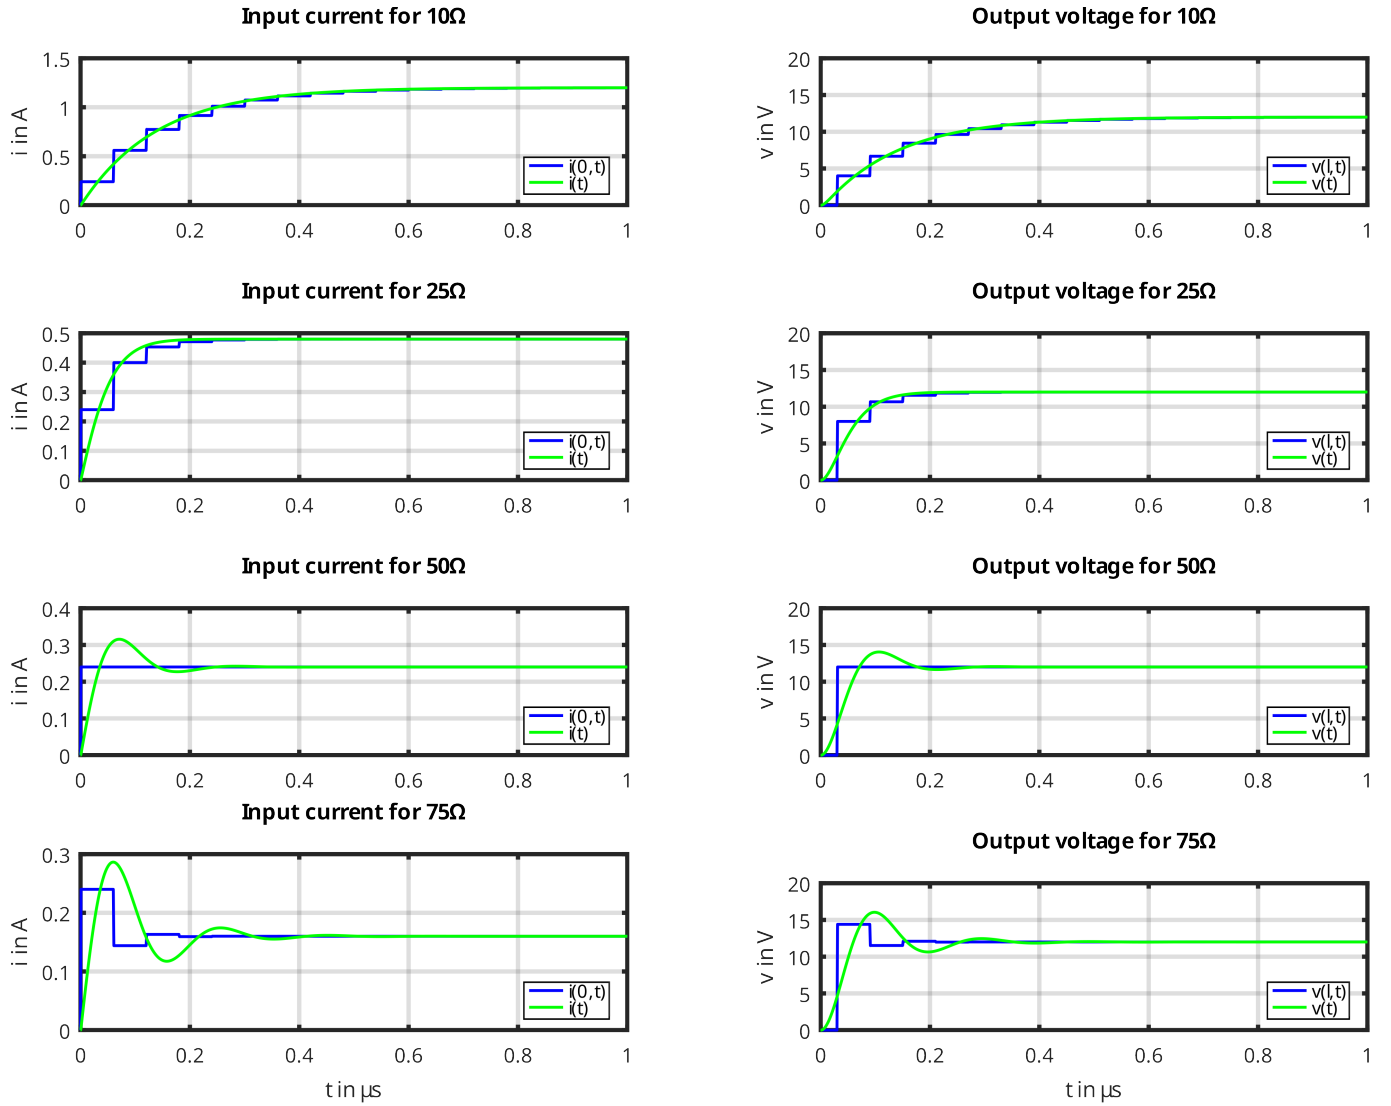 Input current for 10Ω
i in A
1.5
1
0.5
0
i(0,t)
i(t)
0 0.2 0.4 0.6 0.8 1
Output voltage for 10Ω
v in V
20
15
10
5
0
v(l,t)
v(t)
0 0.2 0.4 0.6 0.8 1
Input current for 25Ω
i in A
0.5
0.4
0.3
0.2
0.1
0
i(0,t)
i(t)
0 0.2 0.4 0.6 0.8 1
Output voltage for 25Ω
v in V
20
15
10
5
0
v(l,t)
v(t)
0 0.2 0.4 0.6 0.8 1
Input current for 50Ω
i in A
0.4
0.3
0.2
0.1
0
i(0,t)
i(t)
0 0.2 0.4 0.6 0.8 1
Output voltage for 50Ω
v in V
20
15
10
5
0
v(l,t)
v(t)
0 0.2 0.4 0.6 0.8 1
Input current for 75Ω
i in A
0.3
0.2
0.1
0
i(0,t)
i(t)
0 0.2 0.4 0.6 0.8 1
t in µs
Output voltage for 75Ω
v in V
20
15
10
5
0
v(l,t)
v(t)
0 0.2 0.4 0.6 0.8 1
t in µs